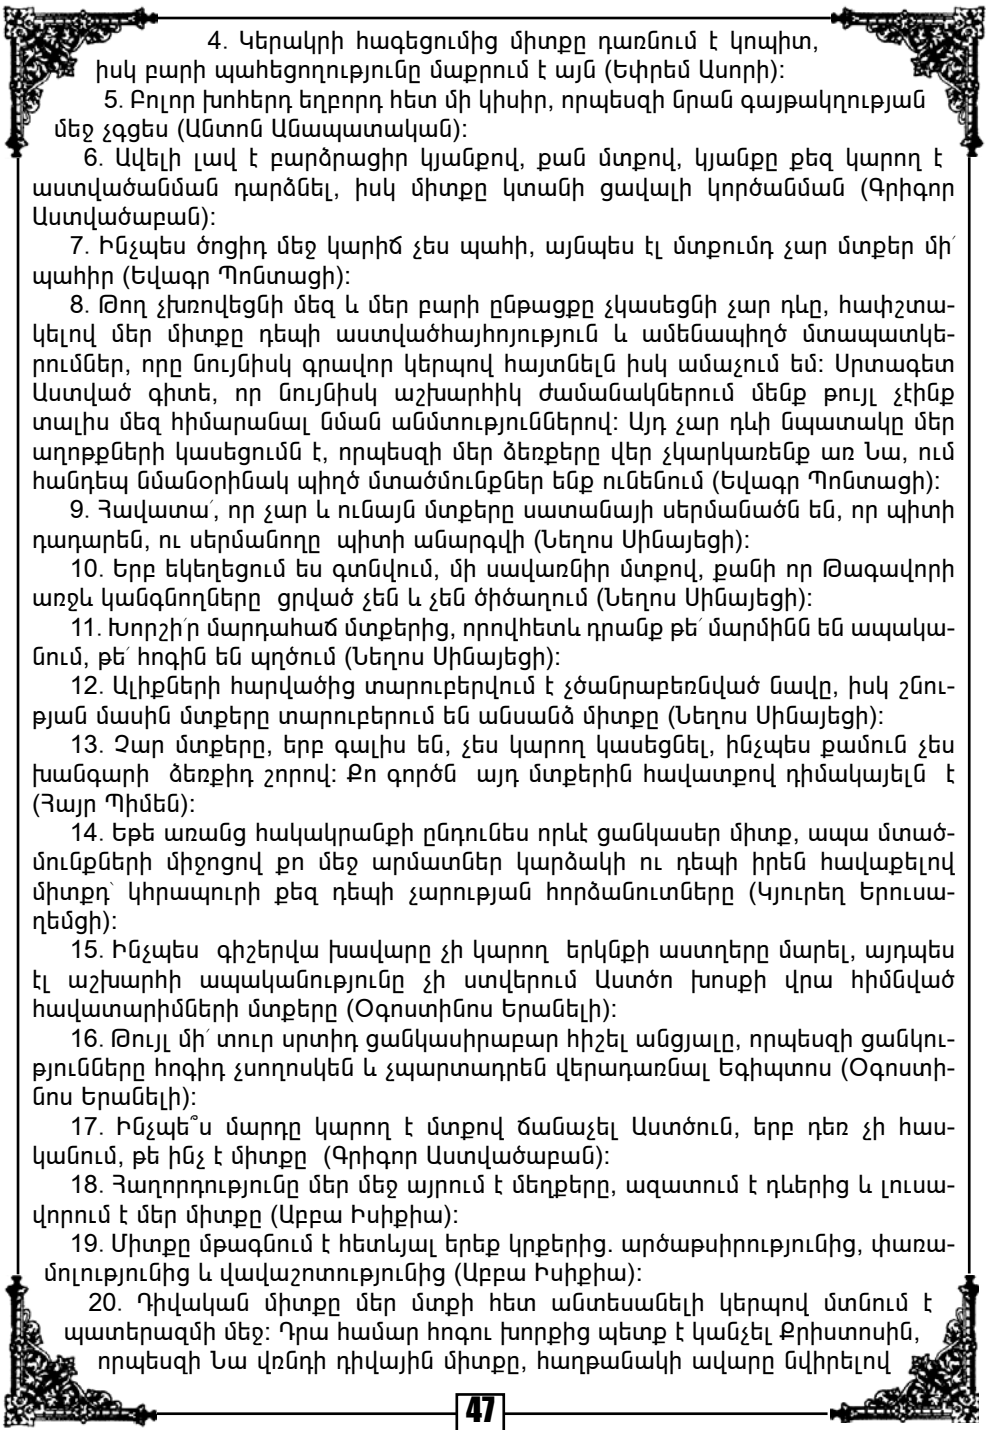 4. Կերակրի հագեցումից միտքը դառնում է կոպիտ,
իսկ բարի պահեցողությունը մաքրում է այն (Եփրեմ Ասորի):
5. Բոլոր խոհերդ եղբորդ հետ մի կիսիր, որպեսզի նրան գայթակղության
մեջ չգցես (Անտոն Անապատական):
6. Ավելի լավ է բարձրացիր կյանքով, քան մտքով, կյանքը քեզ կարող է
աստվածանման դարձնել, իսկ միտքը կտանի ցավալի կործանման (Գրիգոր
Աստվածաբան):
7. Ինչպես ծոցիդ մեջ կարիճ չես պահի, այնպես էլ մտքումդ չար մտքեր մի՛
պահիր (Եվագր Պոնտացի):
8. Թող չխռովեցնի մեզ և մեր բարի ընթացքը չկասեցնի չար դևը, հափշտա-
կելով մեր միտքը դեպի աստվածհայհոյություն և ամենապիղծ մտապատկե-
րումներ, որը նույնիսկ գրավոր կերպով հայտնելն իսկ ամաչում եմ: Սրտագետ
Աստված գիտե, որ նույնիսկ աշխարհիկ ժամանակներում մենք թույլ չէինք
տալիս մեզ հիմարանալ նման անմտություններով: Այդ չար դևի նպատակը մեր
աղոթքների կասեցումն է, որպեսզի մեր ձեռքերը վեր չկարկառենք առ Նա, ում
հանդեպ նմանօրինակ պիղծ մտածմունքներ ենք ունենում (Եվագր Պոնտացի):
9. Հավատա՛, որ չար և ունայն մտքերը սատանայի սերմանածն են, որ պիտի
դադարեն, ու սերմանողը պիտի անարգվի (Նեղոս Սինայեցի):
10. Երբ եկեղեցում ես գտնվում, մի սավառնիր մտքով, քանի որ Թագավորի
առջև կանգնողները ցրված չեն և չեն ծիծաղում (Նեղոս Սինայեցի):
11. Խորշի՛ր մարդահաճ մտքերից, որովհետև դրանք թե՛ մարմինն են ապակա-
նում, թե՛ հոգին են պղծում (Նեղոս Սինայեցի):
12. Ալիքների հարվածից տարուբերվում է չծանրաբեռնված նավը, իսկ շնու-
թյան մասին մտքերը տարուբերում են անսանձ միտքը (Նեղոս Սինայեցի):
13. Չար մտքերը, երբ գալիս են, չես կարող կասեցնել, ինչպես քամուն չես
խանգարի ձեռքիդ շորով: Քո գործն այդ մտքերին հավատքով դիմակայելն է
(Հայր Պիմեն):
14. Եթե առանց հակակրանքի ընդունես որևէ ցանկասեր միտք, ապա մտած-
մունքների միջոցով քո մեջ արմատներ կարձակի ու դեպի իրեն հավաքելով
միտքդ՝ կհրապուրի քեզ դեպի չարության հորձանուտները (Կյուրեղ Երուսա-
ղեմցի):
15. Ինչպես գիշերվա խավարը չի կարող երկնքի աստղերը մարել, այդպես
էլ աշխարհի ապականությունը չի ստվերում Աստծո խոսքի վրա հիմնված
հավատարիմների մտքերը (Օգոստինոս Երանելի):
16. Թույլ մի՛ տուր սրտիդ ցանկասիրաբար հիշել անցյալը, որպեսզի ցանկու-
թյունները հոգիդ չսողոսկեն և չպարտադրեն վերադառնալ Եգիպտոս (Օգոստի-
նոս Երանելի):
17. Ինչպե՞ս մարդը կարող է մտքով ճանաչել Աստծուն, երբ դեռ չի հաս-
կանում, թե ինչ է միտքը (Գրիգոր Աստվածաբան):
18. Հաղորդությունը մեր մեջ այրում է մեղքերը, ազատում է դևերից և լուսա-
վորում է մեր միտքը (Աբբա Իսիքիա):
19. Միտքը մթագնում է հետևյալ երեք կրքերից. արծաթսիրությունից, փառա-
մոլությունից և վավաշոտությունից (Աբբա Իսիքիա):
20. Դիվական միտքը մեր մտքի հետ անտեսանելի կերպով մտնում է
պատերազմի մեջ: Դրա համար հոգու խորքից պետք է կանչել Քրիստոսին,
որպեսզի Նա վռնդի դիվային միտքը, հաղթանակի ավարը նվիրելով
47